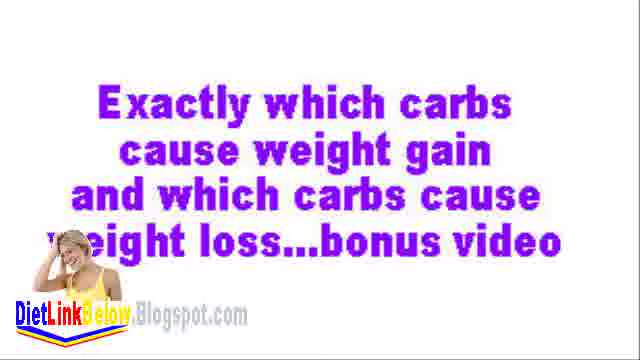 Exactly which carbs
cause weight gain
and which carbs cause
weight loss...bonus video
DietLinkBelow.Blogspot.com